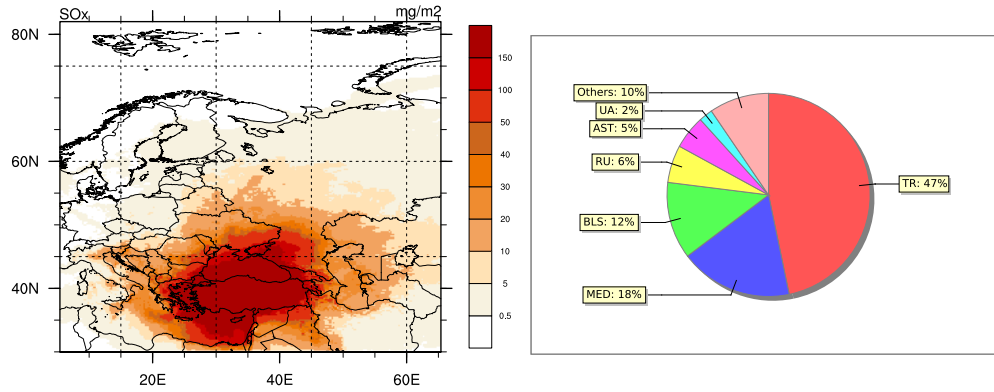 SOx
mg/m2
80N
60N
40N
20E
40E
60E
150
100
50
40
30
20
10
5
0.5
Others: 10%
UA: 2%
AST: 5%
RU: 6%
BLS: 12%
MED: 18%
TR: 47%